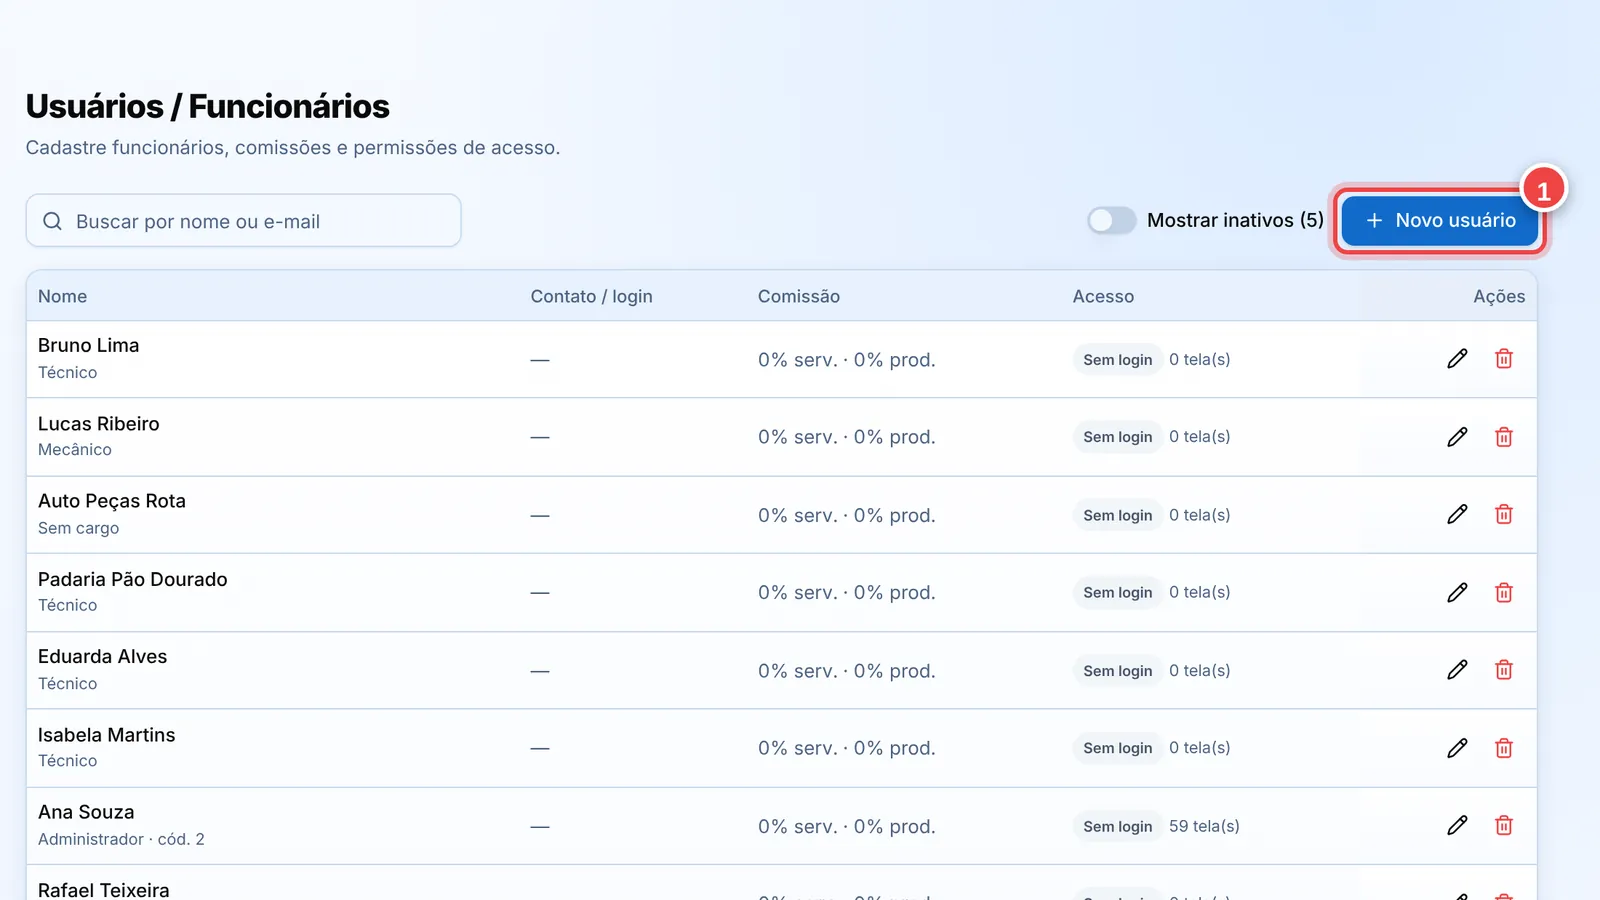 Usuários / Funcionários
Cadastre funcionários, comissões e permissões de acesso.
Buscar por nome ou e-mail
Mostrar inativos (5)
+ Novo usuário
1
Nome Contato / login Comissão Acesso Ações
Bruno Lima
Técnico
— 0% serv. · 0% prod. Sem login 0 tela(s)
Lucas Ribeiro
Mecânico
— 0% serv. · 0% prod. Sem login 0 tela(s)
Auto Peças Rota
Sem cargo
— 0% serv. · 0% prod. Sem login 0 tela(s)
Padaria Pão Dourado
Técnico
— 0% serv. · 0% prod. Sem login 0 tela(s)
Eduarda Alves
Técnico
— 0% serv. · 0% prod. Sem login 0 tela(s)
Isabela Martins
Técnico
— 0% serv. · 0% prod. Sem login 0 tela(s)
Ana Souza
Administrador · cód. 2
— 0% serv. · 0% prod. Sem login 59 tela(s)
Rafael Teixeira